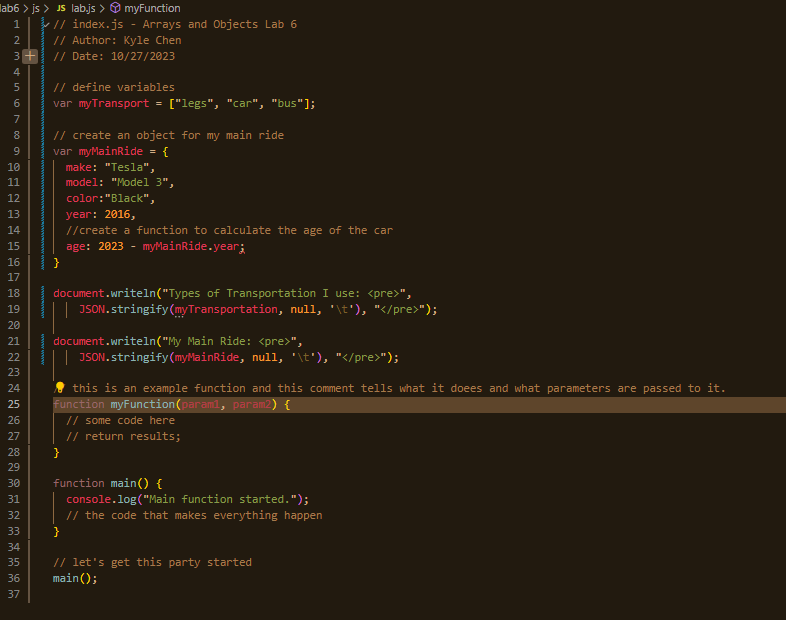 lab6 > js > JS lab.js > myFunction
1 // index.js - Arrays and Objects Lab 6
2 // Author: Kyle Chen
3 // Date: 10/27/2023
4
5 // define variables
6 var myTransport = ["legs", "car", "bus"];
7
8 // create an object for my main ride
9 var myMainRide = {
10 make: "Tesla",
11 model: "Model 3",
12 color:"Black",
13 year: 2016,
14 //create a function to calculate the age of the car
15 age: 2023 - myMainRide.year;
16 }
17
18 document.writeln("Types of Transportation I use: <pre>",
19 JSON.stringify(myTransportation, null, '\t'), "</pre>");
20
21 document.writeln("My Main Ride: <pre>",
22 JSON.stringify(myMainRide, null, '\t'), "</pre>");
23
24 / this is an example function and this comment tells what it doees and what parameters are passed to it.
25 function myFunction(param1, param2) {
26 // some code here
27 // return results;
28 }
29
30 function main() {
31 console.log("Main function started.");
32 // the code that makes everything happen
33 }
34
35 // let's get this party started
36 main();
37